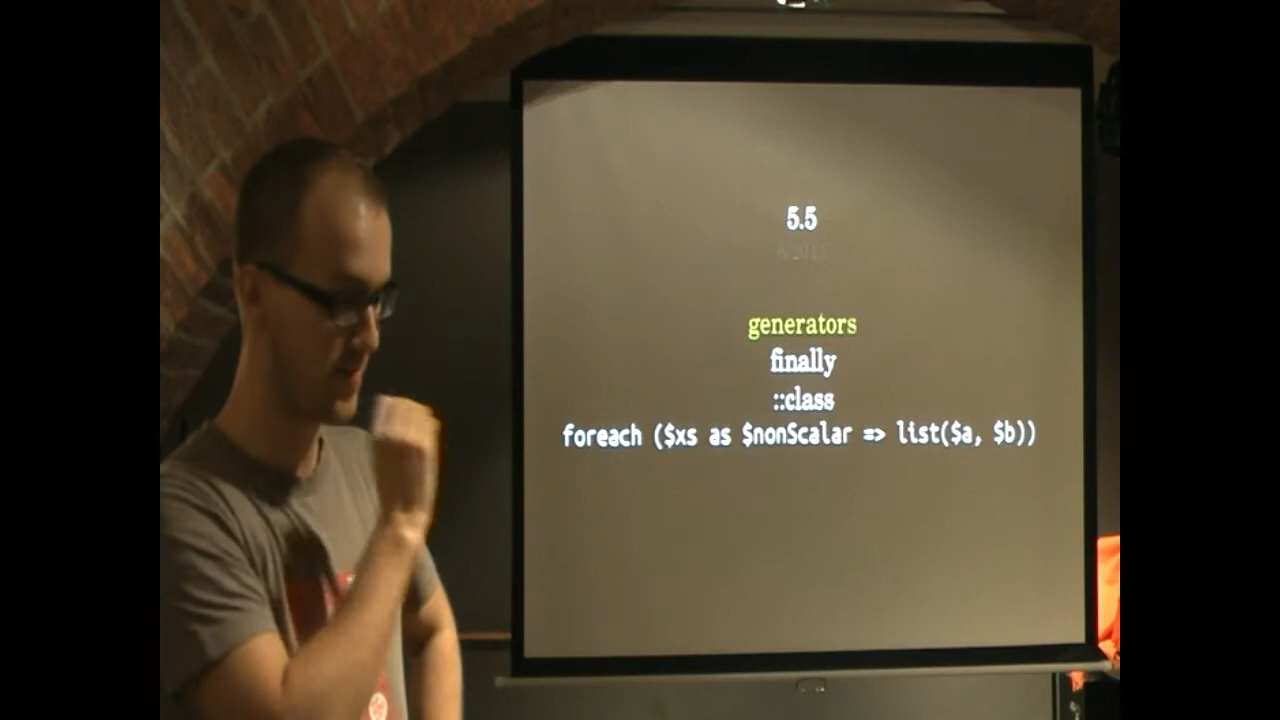 5.5
generators
finally
::class
foreach ($xs as $nonScalar => list($a, $b))